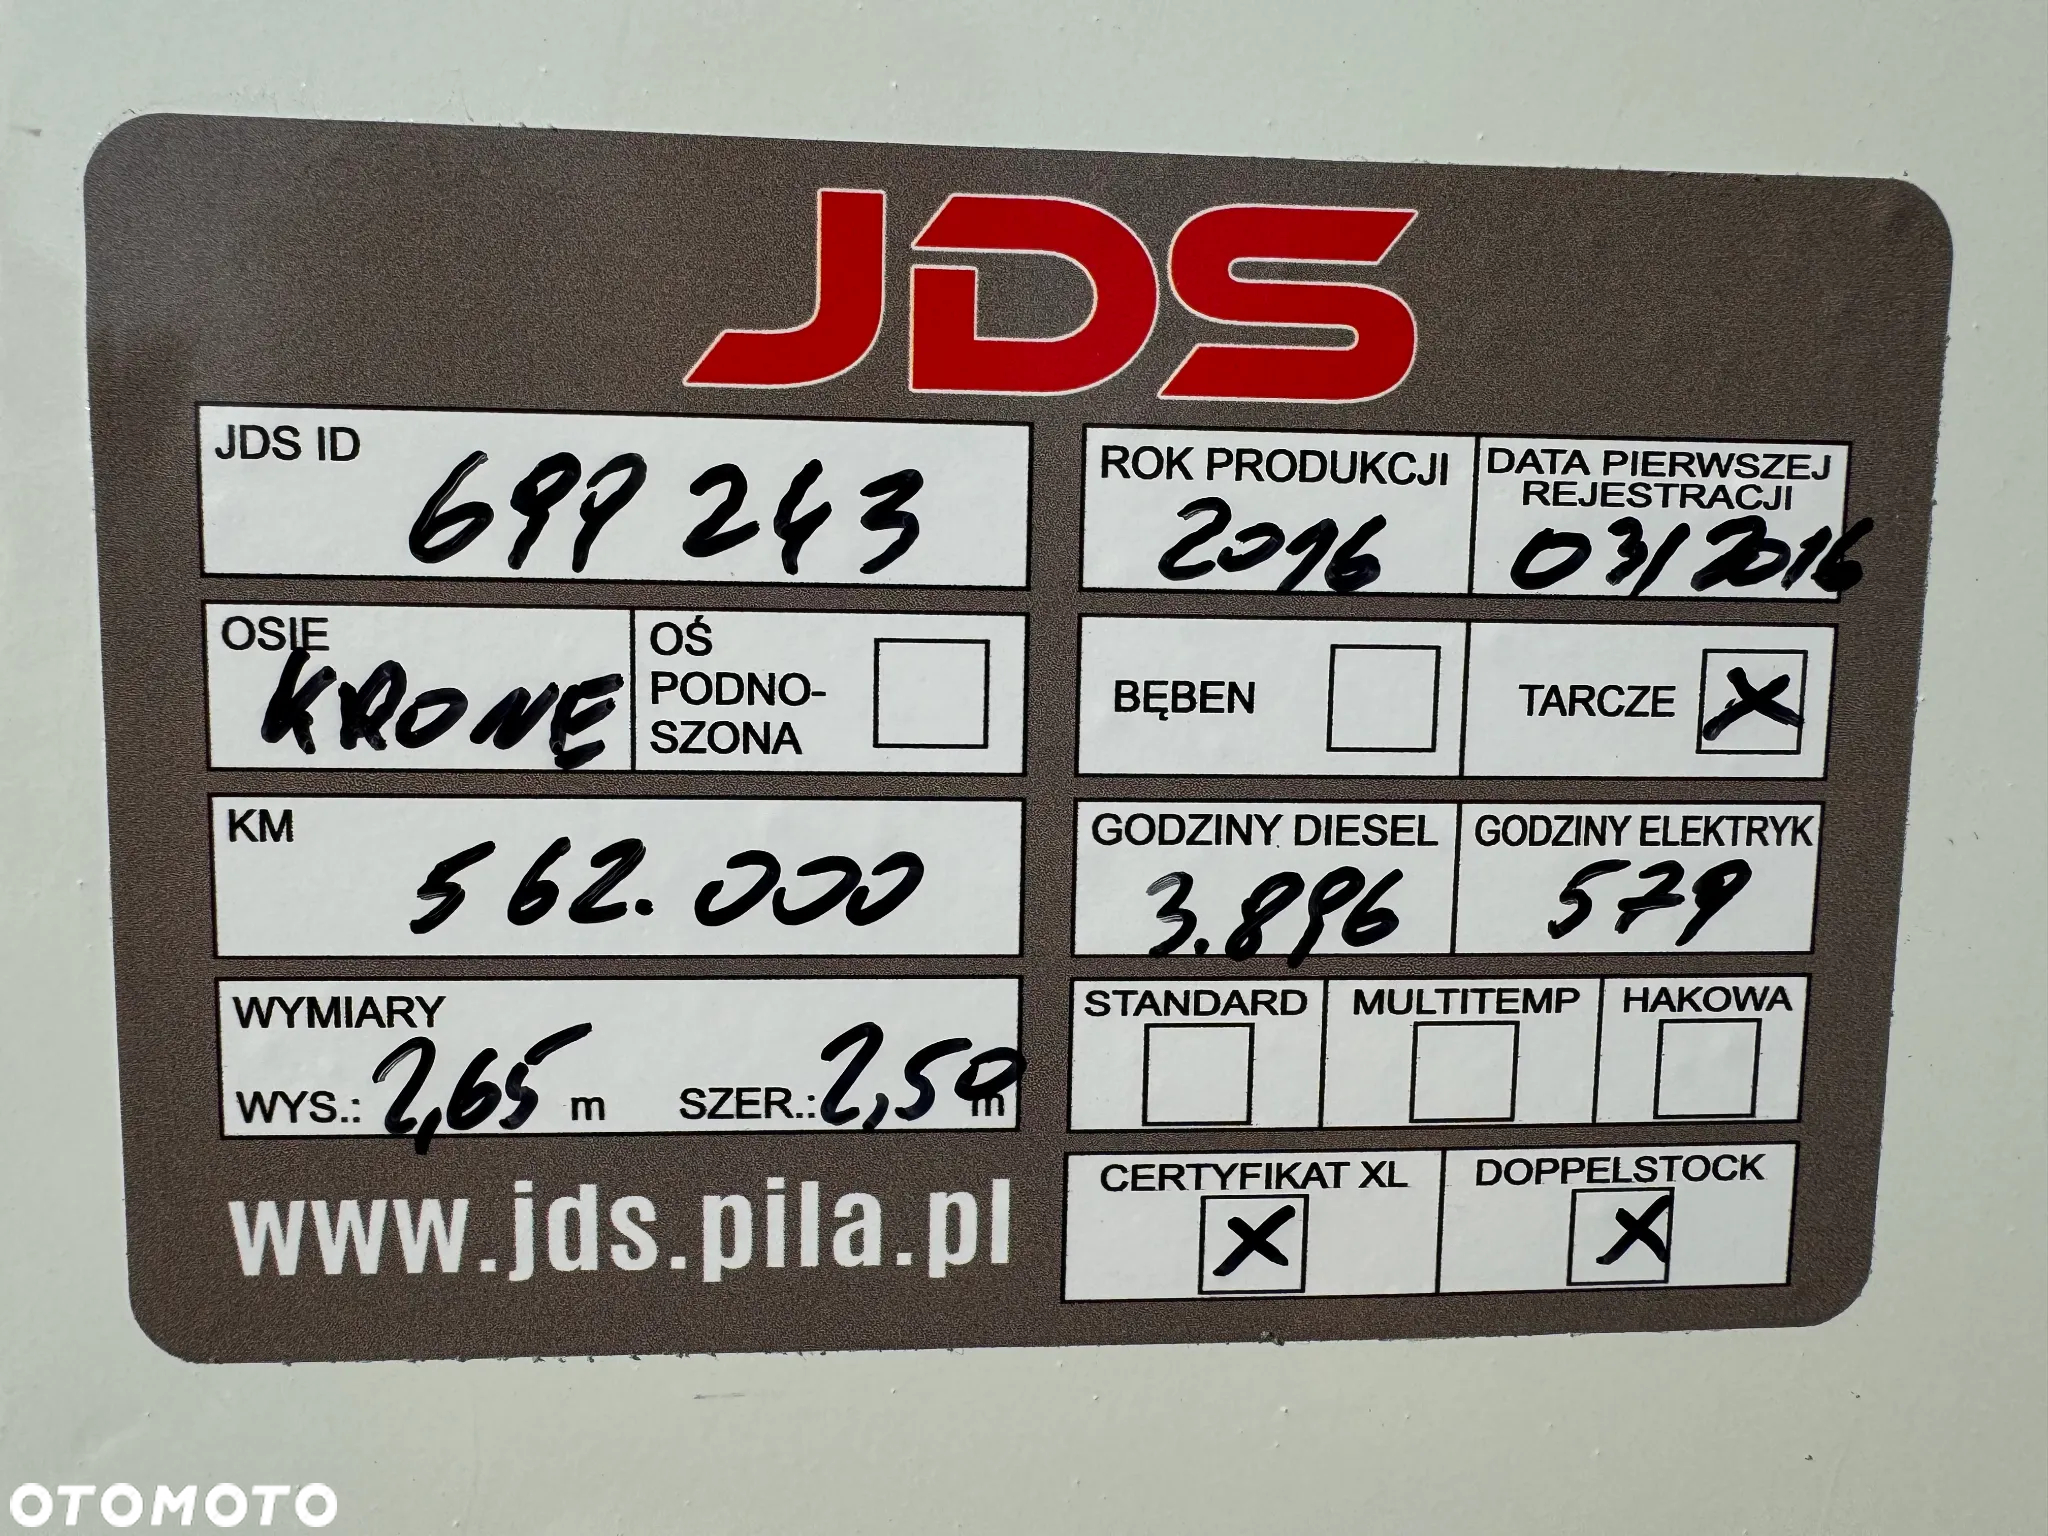 JDS
JDS ID
699 243
ROK PRODUKCJI
2016
DATA PIERWSZEJ
REJESTRACJI
03/2016
OSIE
KRONE
OŚ
PODNO-
SZONA
BĘBEN
TARCZE X
KM
562.000
GODZINY DIESEL
3.896
GODZINY ELEKTRYK
579
WYMIARY
WYS.: 2,65 m SZER.: 2,50 m
STANDARD
MULTITEMP
HAKOWA
CERTYFIKAT XL
X
DOPPELSTOCK
X
www.jds.pila.pl
OTOMOTO